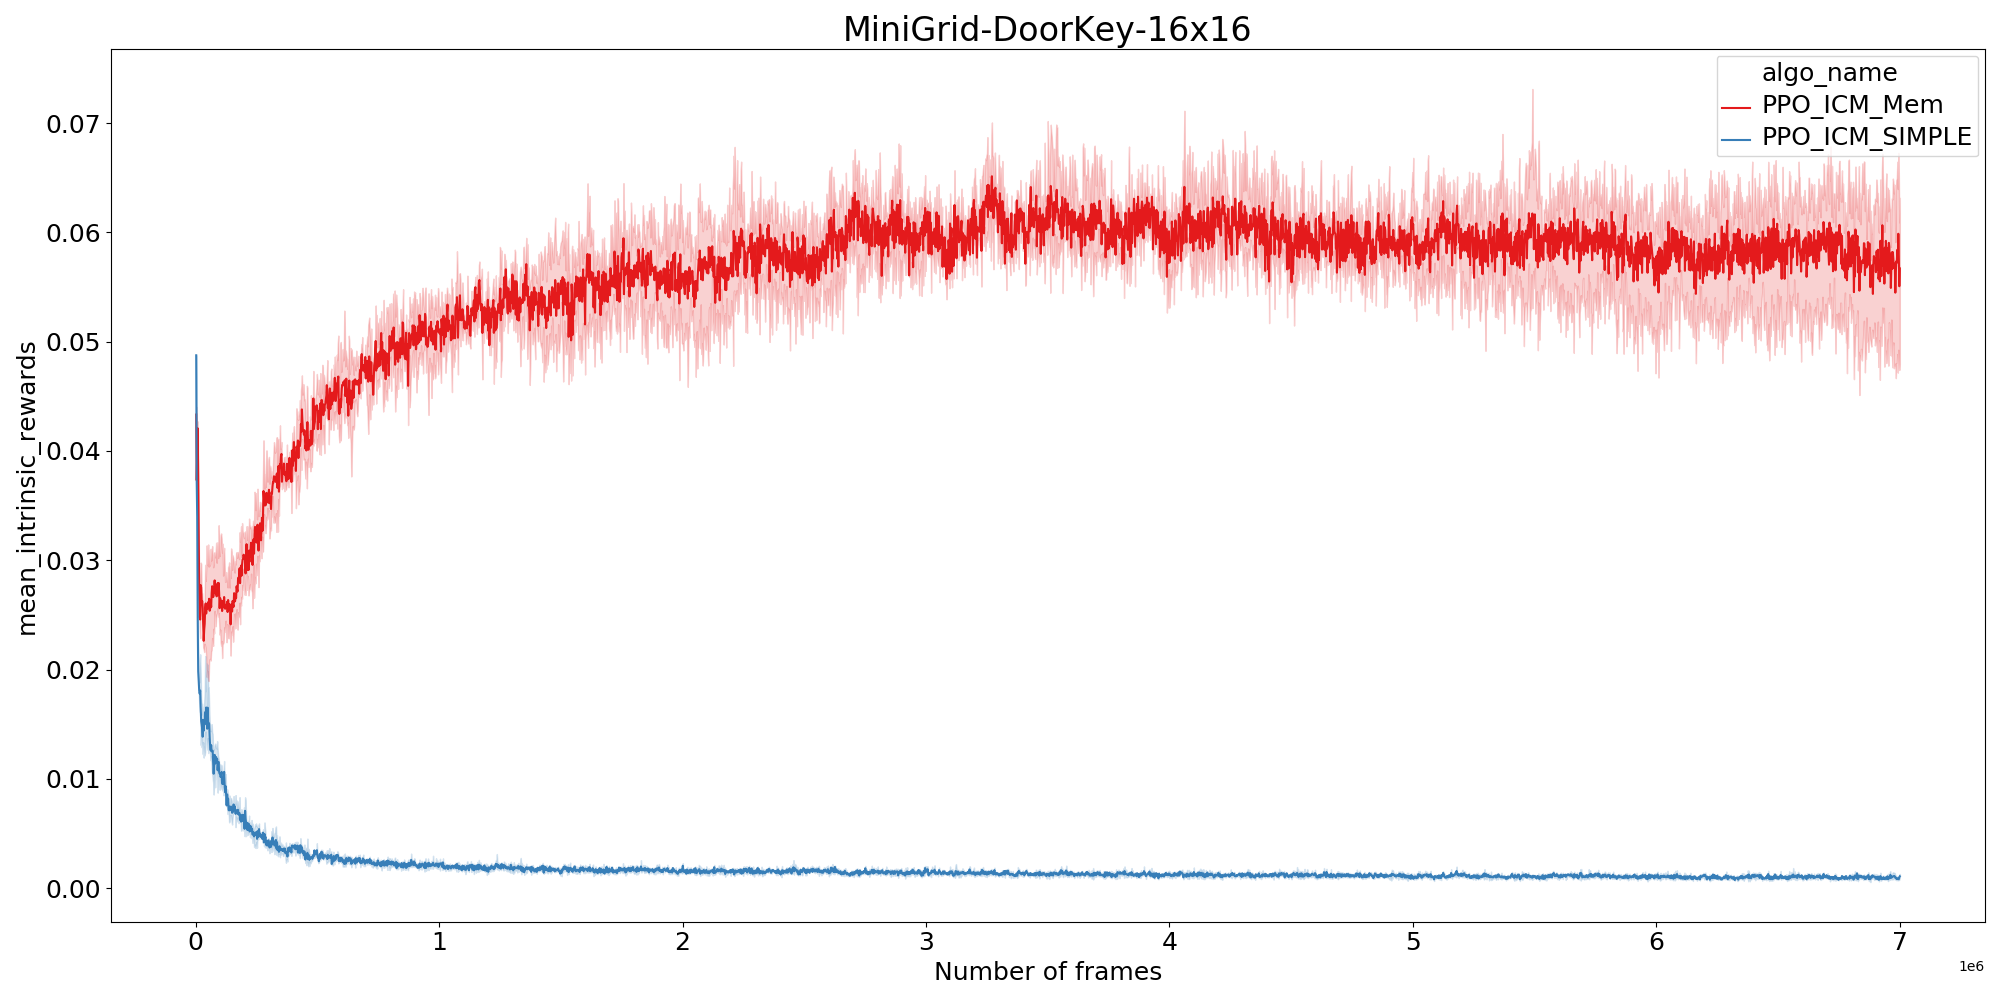 MiniGrid-DoorKey-16x16
algo_name
PPO_ICM_Mem
PPO_ICM_SIMPLE
mean_intrinsic_rewards
0.07
0.06
0.05
0.04
0.03
0.02
0.01
0.00
0 1 2 3 4 5 6 7
1e6
Number of frames